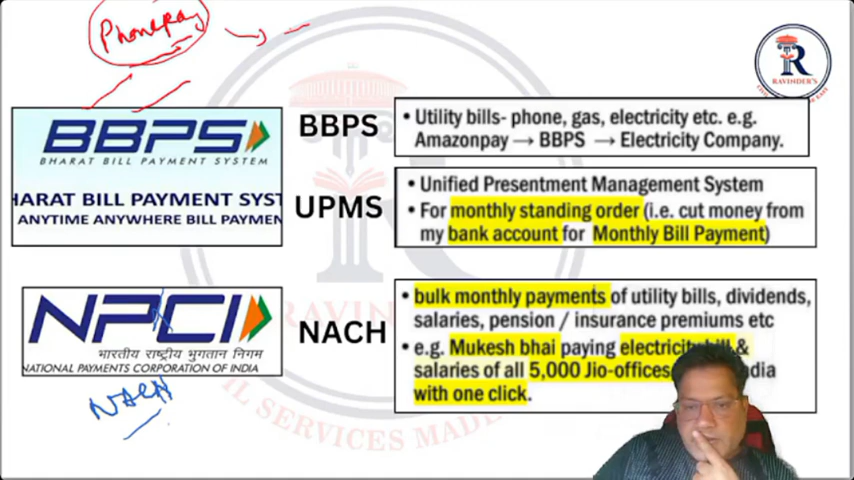 Phonepay
RAVINDER'S
BBPS
BHARAT BILL PAYMENT SYSTEM
HARAT BILL PAYMENT SYST
ANYTIME ANYWHERE BILL PAYMEN
BBPS
• Utility bills- phone, gas, electricity etc. e.g.
Amazonpay → BBPS → Electricity Company.
UPMS
• Unified Presentment Management System
• For monthly standing order (i.e. cut money from
my bank account for Monthly Bill Payment)
NPCI
भारतीय राष्ट्रीय भुगतान निगम
NATIONAL PAYMENTS CORPORATION OF INDIA
NACH
NACH
• bulk monthly payments of utility bills, dividends,
salaries, pension / insurance premiums etc
• e.g. Mukesh bhai paying electricity bill &
salaries of all 5,000 Jio-offices
with one click.
RAVINDER'S